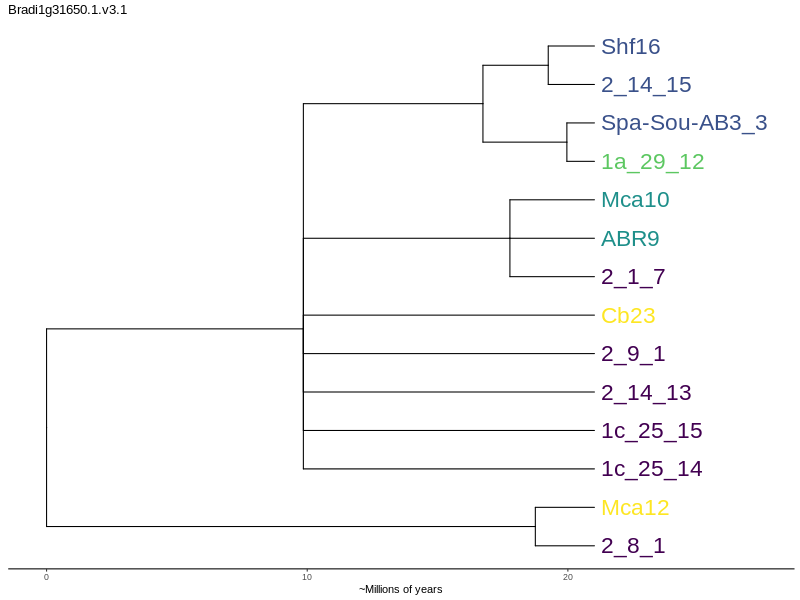 Bradi1g31650.1.v3.1
Shf16
2_14_15
Spa-Sou-AB3_3
1a_29_12
Mca10
ABR9
2_1_7
Cb23
2_9_1
2_14_13
1c_25_15
1c_25_14
Mca12
2_8_1
0 10 20
~Millions of years